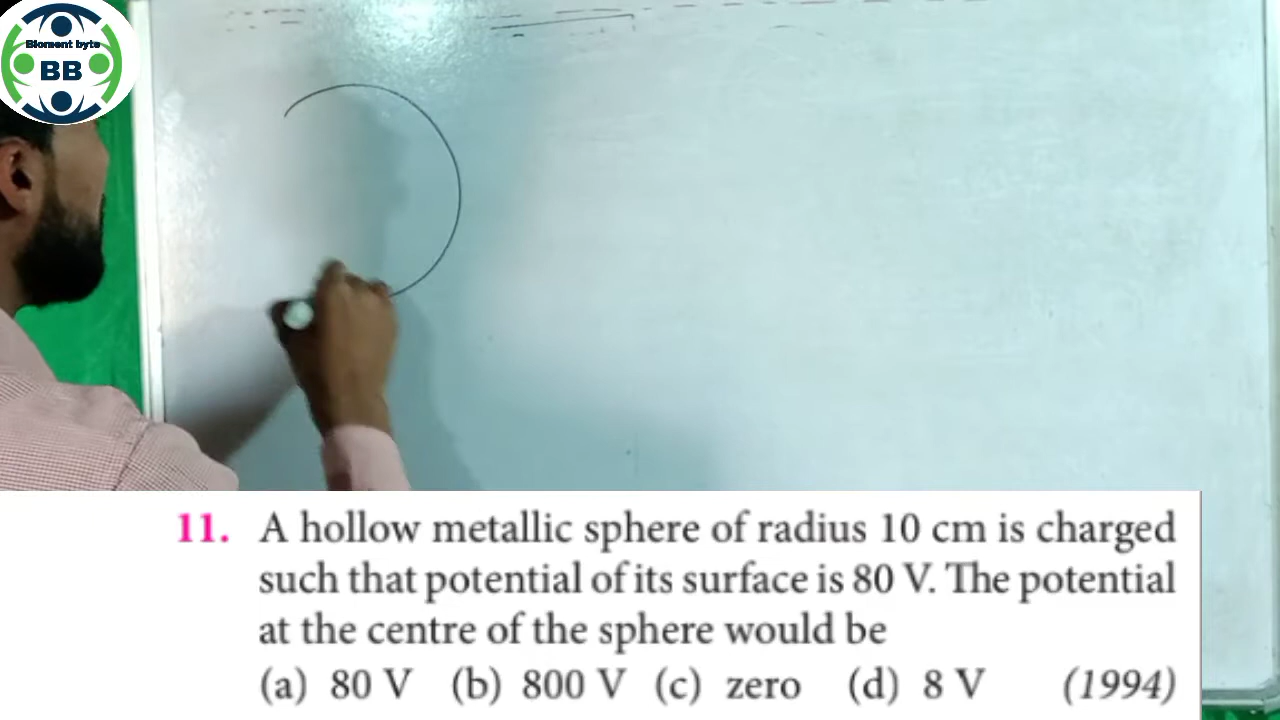 Bioment byte
BB
11. A hollow metallic sphere of radius 10 cm is charged
such that potential of its surface is 80 V. The potential
at the centre of the sphere would be
(a) 80 V (b) 800 V (c) zero (d) 8 V (1994)